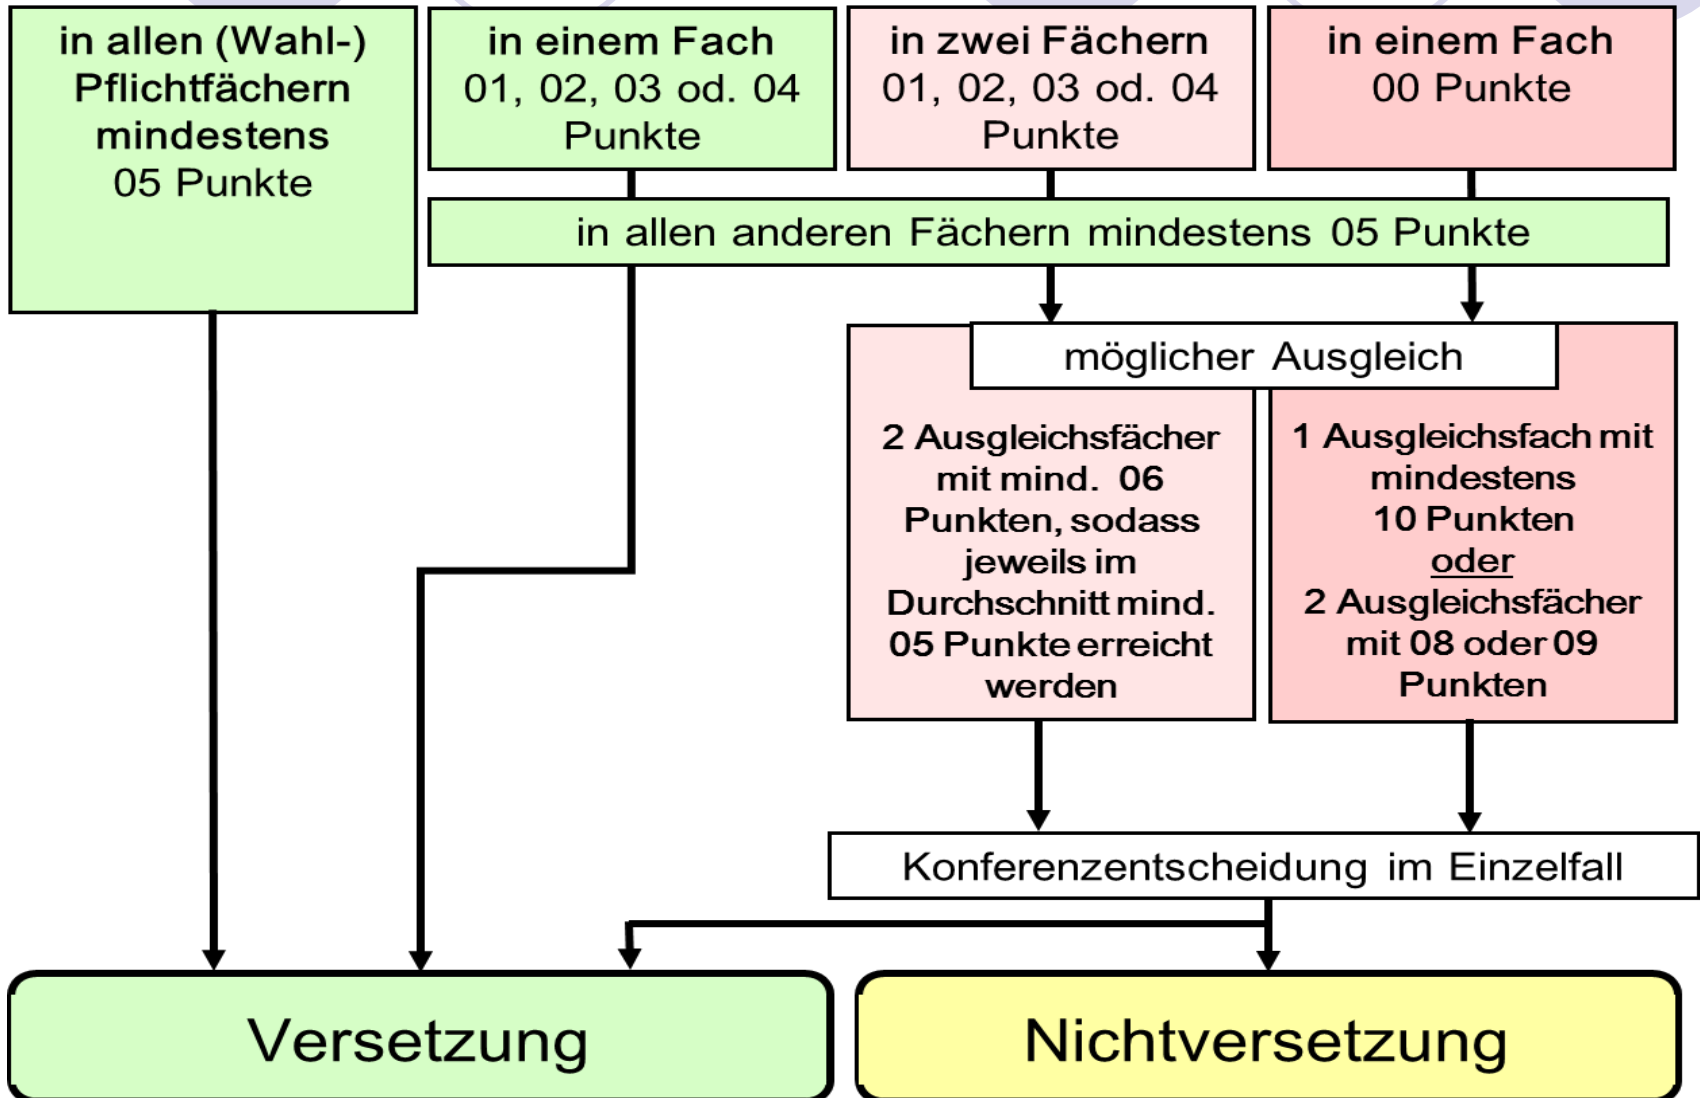 in allen (Wahl-)
Pflichtfächern
mindestens
05 Punkte
in einem Fach
01, 02, 03 od. 04
Punkte
in zwei Fächern
01, 02, 03 od. 04
Punkte
in einem Fach
00 Punkte
in allen anderen Fächern mindestens 05 Punkte
möglicher Ausgleich
2 Ausgleichsfächer
mit mind. 06
Punkten, sodass
jeweils im
Durchschnitt mind.
05 Punkte erreicht
werden
1 Ausgleichsfach mit
mindestens
10 Punkten
oder
2 Ausgleichsfächer
mit 08 oder 09
Punkten
Konferenzentscheidung im Einzelfall
Versetzung
Nichtversetzung